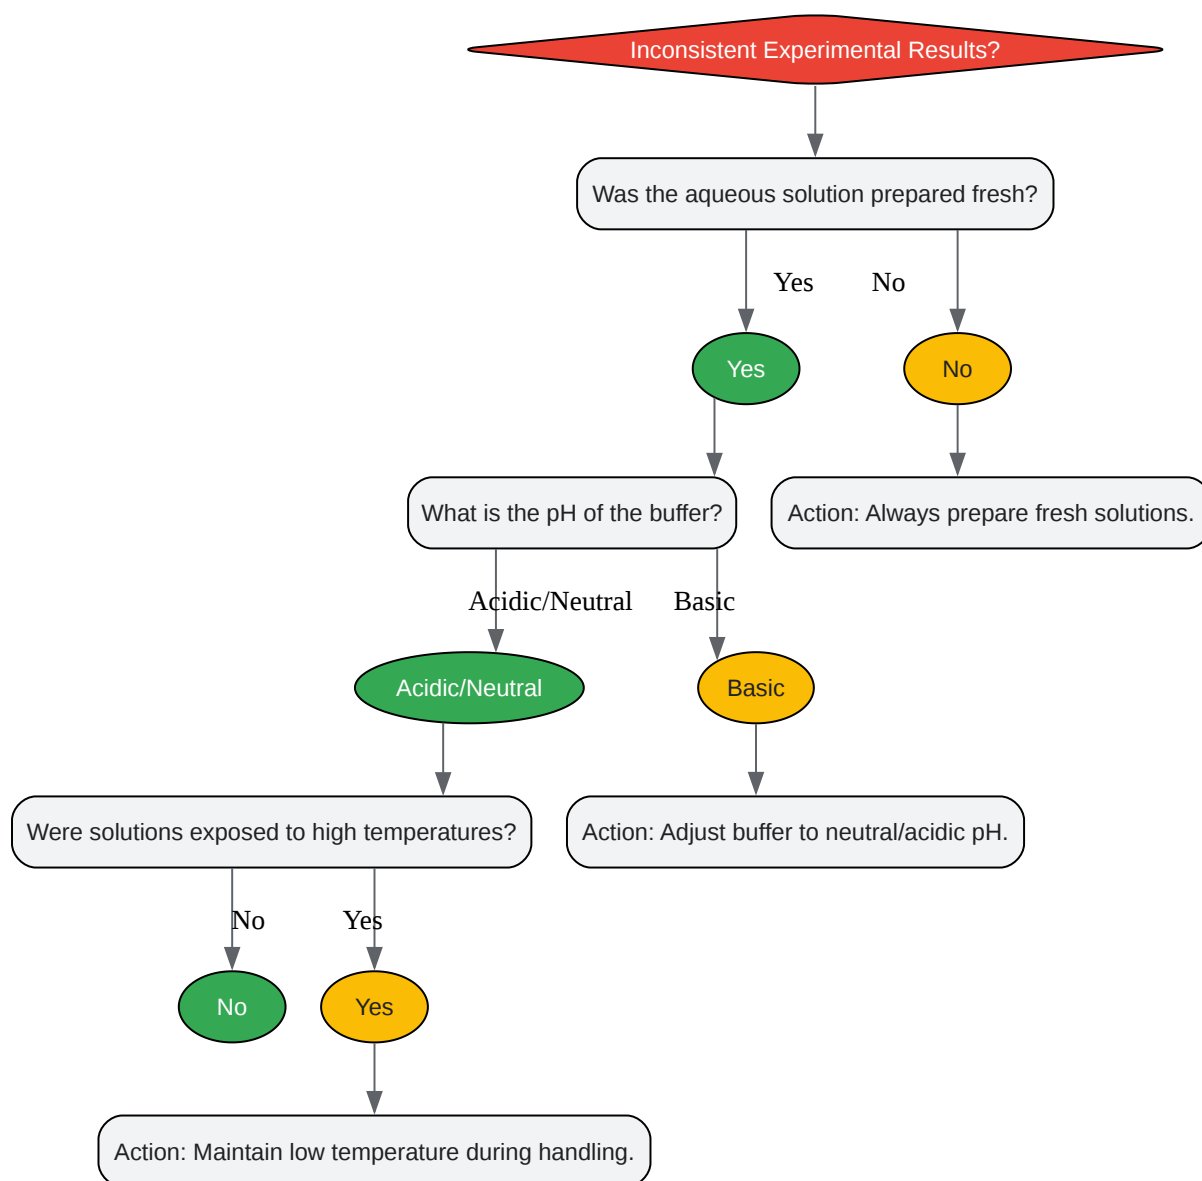 Inconsistent Experimental Results?
Was the aqueous solution prepared fresh?
Yes
No
Yes
No
What is the pH of the buffer?
Action: Always prepare fresh solutions.
Acidic/Neutral
Basic
Acidic/Neutral
Basic
Were solutions exposed to high temperatures?
Action: Adjust buffer to neutral/acidic pH.
No
Yes
No
Yes
Action: Maintain low temperature during handling.